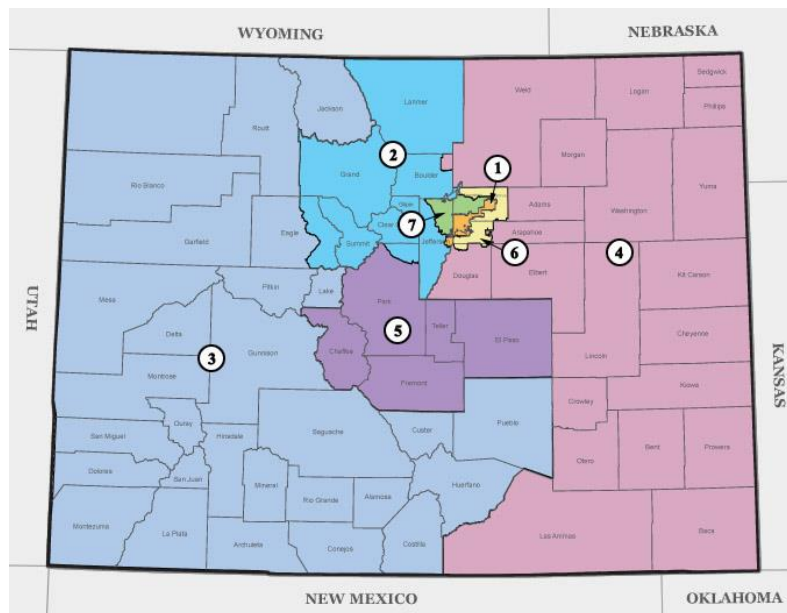 WYOMING
NEBRASKA
Sedgwick
Larimer
Weld
Logan
Jackson
Phillips
Routt
Morgan
2
1
Grand
Boulder
Rio Blanco
Yuma
Adams
Washington
Eagle
Clear
7
Garfield
Summit
Jeffers
Arapahoe
6
4
Douglas
Elbert
Kit Carson
UTAH
Pitkin
Lake
Park
Mesa
Teller
El Paso
Delta
5
Cheyenne
3
Gunnison
Chaffee
Lincoln
KANSAS
Montrose
Fremont
Kiowa
Crowley
Ouray
Custer
Pueblo
San Miguel
Hinsdale
Saguache
Otero
Bent
Prowers
Dolores
San Juan
Mineral
Huerfano
Rio Grande
Alamosa
Montezuma
La Plata
Las Animas
Baca
Archuleta
Conejos
Costilla
NEW MEXICO
OKLAHOMA